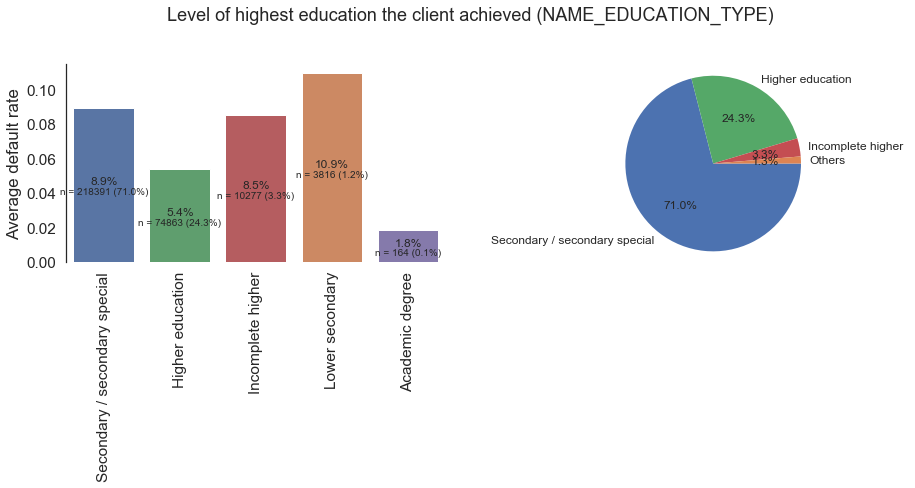 Level of highest education the client achieved (NAME_EDUCATION_TYPE)
Average default rate
0.10
0.08
0.06
0.04
0.02
0.00
8.9%
n = 218391 (71.0%)
5.4%
n = 74863 (24.3%)
8.5%
n = 10277 (3.3%)
10.9%
n = 3816 (1.2%)
1.8%
n = 164 (0.1%)
Secondary / secondary special
Higher education
Incomplete higher
Lower secondary
Academic degree
Higher education
24.3%
Incomplete higher
3.3%
Others
1.3%
71.0%
Secondary / secondary special